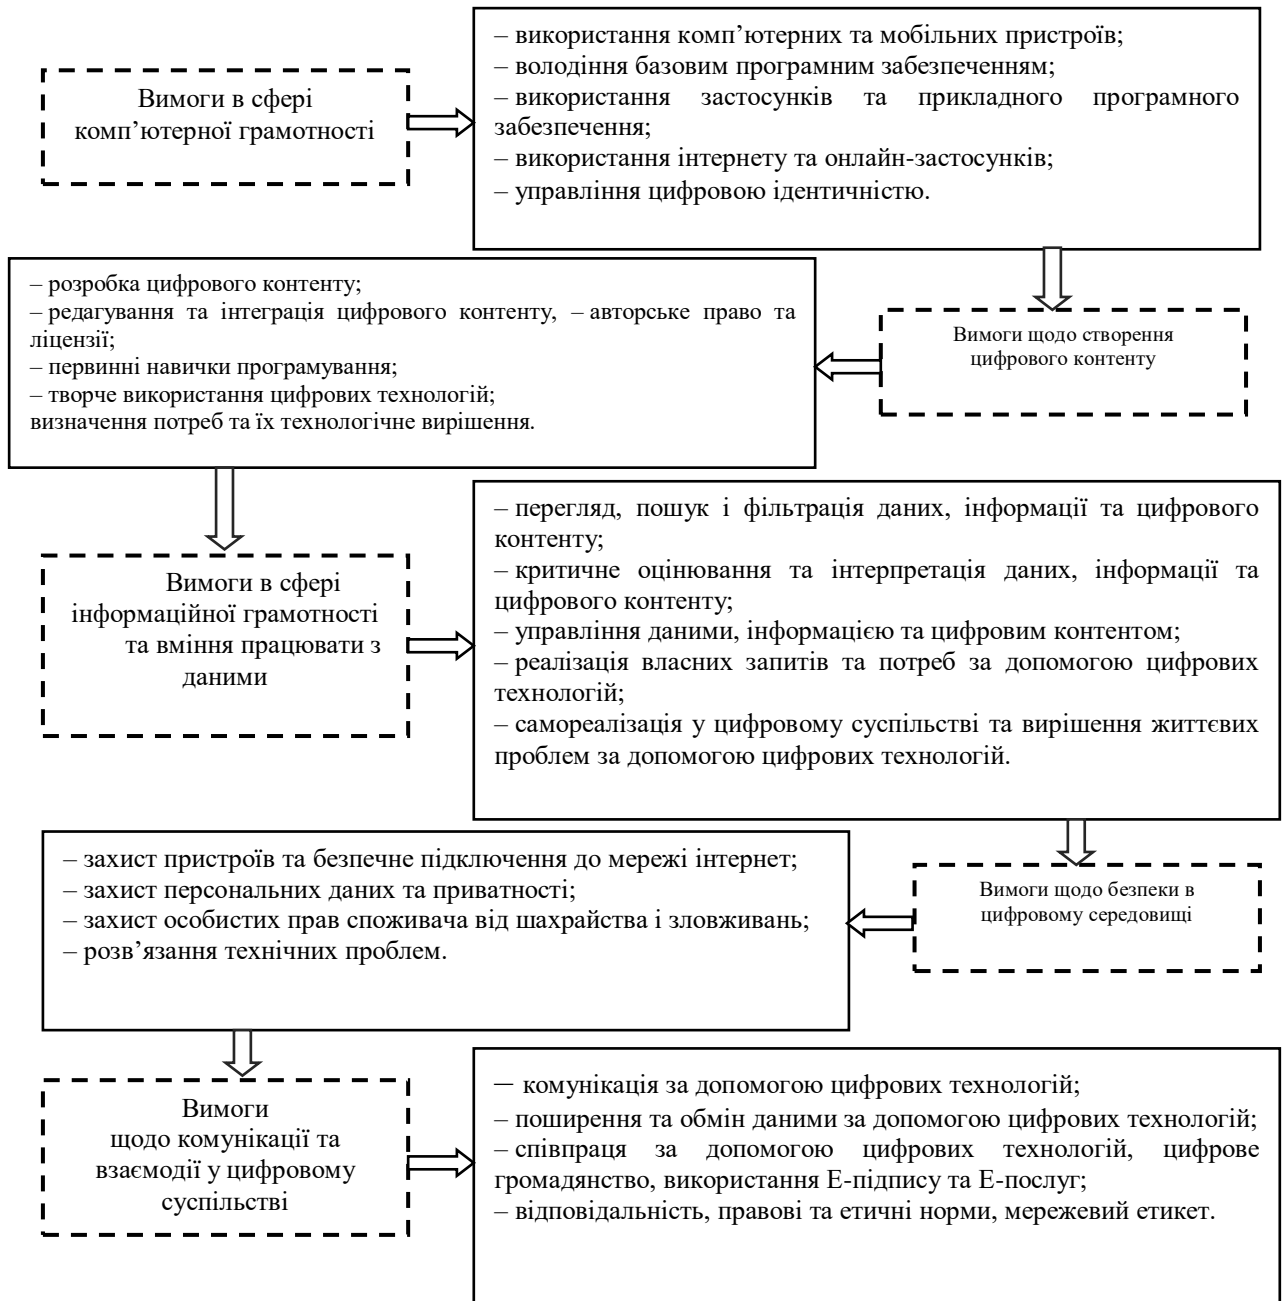 Вимоги в сфері
комп’ютерної грамотності
– використання комп’ютерних та мобільних пристроїв;
– володіння базовим програмним забезпеченням;
– використання застосунків та прикладного програмного
забезпечення;
– використання інтернету та онлайн-застосунків;
– управління цифровою ідентичністю.
Вимоги щодо створення
цифрового контенту
– розробка цифрового контенту;
– редагування та інтеграція цифрового контенту, – авторське право та
ліцензії;
– первинні навички програмування;
– творче використання цифрових технологій;
визначення потреб та їх технологічне вирішення.
Вимоги в сфері
інформаційної грамотності
та вміння працювати з
даними
– перегляд, пошук і фільтрація даних, інформації та цифрового
контенту;
– критичне оцінювання та інтерпретація даних, інформації та
цифрового контенту;
– управління даними, інформацією та цифровим контентом;
– реалізація власних запитів та потреб за допомогою цифрових
технологій;
– самореалізація у цифровому суспільстві та вирішення життєвих
проблем за допомогою цифрових технологій.
Вимоги щодо безпеки в
цифровому середовищі
– захист пристроїв та безпечне підключення до мережі інтернет;
– захист персональних даних та приватності;
– захист особистих прав споживача від шахрайства і зловживань;
– розв’язання технічних проблем.
Вимоги
щодо комунікації та
взаємодії у цифровому
суспільстві
– комунікація за допомогою цифрових технологій;
– поширення та обмін даними за допомогою цифрових технологій;
– співпраця за допомогою цифрових технологій, цифрове
громадянство, використання Е-підпису та Е-послуг;
– відповідальність, правові та етичні норми, мережевий етикет.